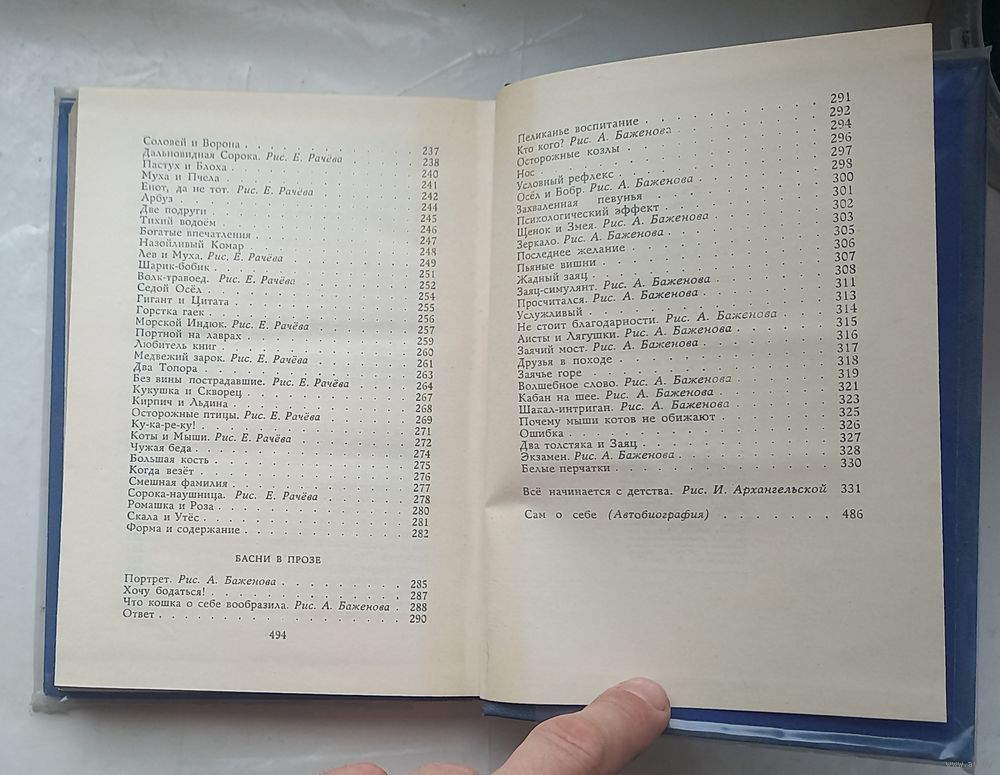 Соловей и Ворона . . . . . . . . . . 237
Дальновидная Сорока. Рис. Е. Рачёва . . . . 238
Пастух и Блоха . . . . . . . . . . 240
Муха и Пчела . . . . . . . . . . 241
Енот, да не тот. Рис. Е. Рачёва . . . . . 242
Арбуз . . . . . . . . . . 244
Две подруги . . . . . . . . . . 245
Тихий водоём . . . . . . . . . . 246
Богатые впечатления . . . . . . . . . 247
Назойливый Комар . . . . . . . . . 248
Лев и Муха. Рис. Е. Рачёва . . . . . . 249
Шарик-бобик . . . . . . . . . . 251
Волк-травоед. Рис. Е. Рачёва . . . . . 252
Седой Осёл . . . . . . . . . . 254
Гигант и Цитата . . . . . . . . . 255
Горстка гаек . . . . . . . . . . 256
Морской Индюк. Рис. Е. Рачёва . . . . . 257
Портной на лаврах . . . . . . . . . 259
Любитель книг . . . . . . . . . . 260
Медвежий зарок. Рис. Е. Рачёва . . . . . 261
Два Топора . . . . . . . . . . 263
Без вины пострадавшие. Рис. Е. Рачёва . . . . 264
Кукушка и Скворец . . . . . . . . . 267
Кирпич и Льдина . . . . . . . . . 268
Осторожные птицы. Рис. Е. Рачёва . . . . . 269
Ку-ка-ре-ку! . . . . . . . . . . 271
Коты и Мыши. Рис. Е. Рачёва . . . . . . 272
Чужая беда . . . . . . . . . . 274
Большая кость . . . . . . . . . . 275
Когда везёт . . . . . . . . . . 276
Смешная фамилия . . . . . . . . . 277
Сорока-наушница. Рис. Е. Рачёва . . . . . 278
Ромашка и Роза . . . . . . . . . . 280
Скала и Утёс . . . . . . . . . . 281
Форма и содержание . . . . . . . . . 282
БАСНИ В ПРОЗЕ
Портрет. Рис. А. Баженова . . . . . . . 285
Хочу бодаться! . . . . . . . . . . 287
Что кошка о себе вообразила. Рис. А. Баженова . 288
Ответ . . . . . . . . . . 290
494
Пеликанье воспитание . . . . . . . . 291
Кто кого? Рис. А. Баженова . . . . . . 292
Осторожные козлы . . . . . . . . . 294
Нос . . . . . . . . . . 296
Условный рефлекс . . . . . . . . . 297
Осёл и Бобр. Рис. А. Баженова . . . . . 298
Захваленная певунья . . . . . . . . 300
Психологический эффект . . . . . . . 301
Щенок и Змея. Рис. А. Баженова . . . . . 302
Зеркало. Рис. А. Баженова . . . . . . 303
Последнее желание . . . . . . . . . 305
Пьяные вишни . . . . . . . . . . 306
Жадный заяц . . . . . . . . . . 307
Заяц-симулянт. Рис. А. Баженова . . . . . 308
Просчитался. Рис. А. Баженова . . . . . 311
Услужливый . . . . . . . . . . 313
Не стоит благодарности. Рис. А. Баженова . . . 314
Аисты и Лягушки. Рис. А. Баженова . . . . 315
Заячий мост. Рис. А. Баженова . . . . . 316
Друзья в походе . . . . . . . . . 317
Заячье горе . . . . . . . . . . 318
Волшебное слово. Рис. А. Баженова . . . . 319
Кабан на шее. Рис. А. Баженова . . . . . 321
Шакал-интриган. Рис. А. Баженова . . . . 323
Почему мыши котов не обижают . . . . . 325
Ошибка . . . . . . . . . . 326
Два толстяка и Заяц . . . . . . . . 327
Экзамен. Рис. А. Баженова . . . . . . 328
Белые перчатки . . . . . . . . . . 330
Всё начинается с детства. Рис. И. Архангельской 331
Сам о себе (Автобиография) . . . . . . 486